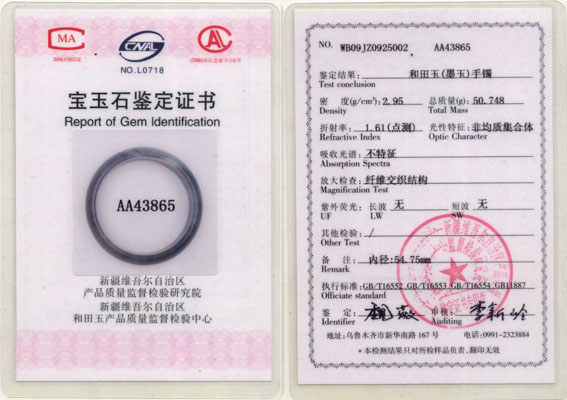 MA
CNAL
AL
NO.L0718
宝玉石鉴定证书
Report of Gem Identification
AA43865
新疆维吾尔自治区
产品质量监督检验研究院
新疆维吾尔自治区
和田玉产品质量监督检验中心
NO. WB09JZ0925002 AA43865
鉴定结果: 和田玉(墨玉)手镯
Test conclusion
密 度(g/cm³): 2.95 总质量(g): 50.748
Density Total Mass
折射率: 1.61(点测) 光性特征: 非均质集合体
Refractive Index Optic Character
吸收光谱: 不特征
Absorption Spectra
放大检查: 纤维交织结构
Magnification Test
紫外荧光: 长波 无 短波 无
UF LW SW
其他检验: /
Other Test
备 注: 内径:54.75mm
Remark
执行标准:GB/T16552、GB/T16553、GB/T16554、GB11887
Officiate standard
鉴 定: 审核: 李新岭
Identifier Auditing
地址:乌鲁木齐市新华南路 167 号 电话:0991-2323884
*本检测结果只对所检样品负责,翻印无效